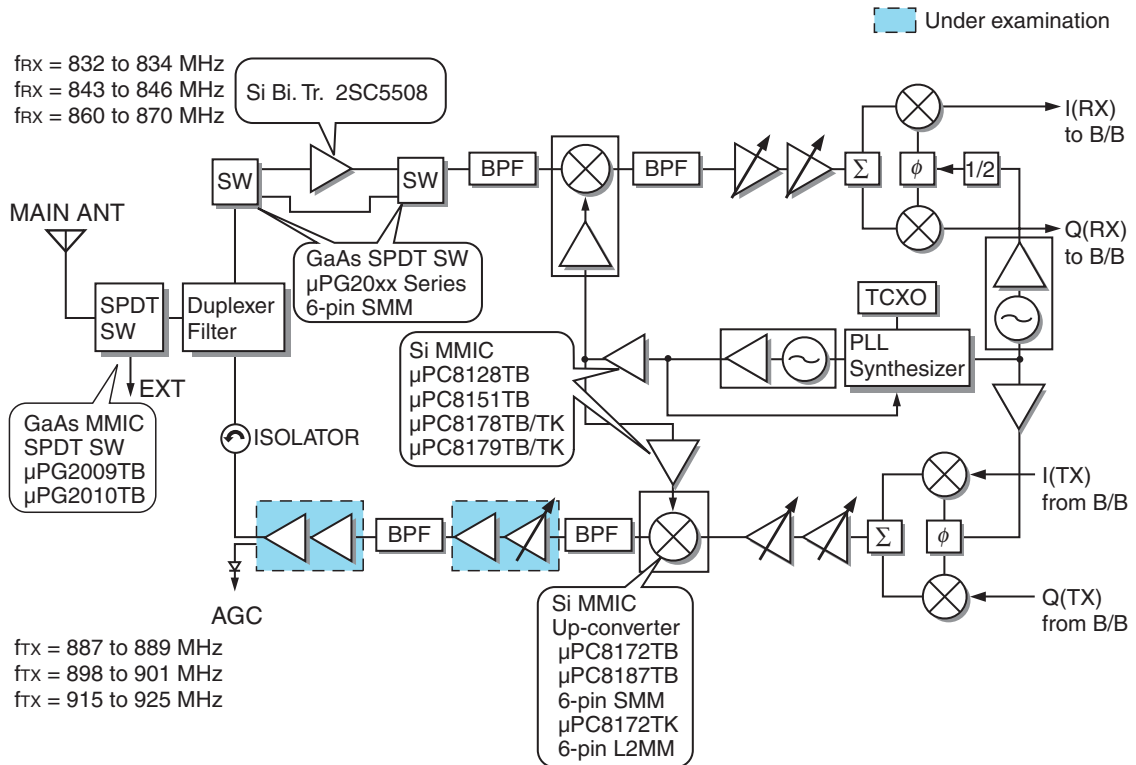 Under examination
fRX = 832 to 834 MHz
fRX = 843 to 846 MHz
fRX = 860 to 870 MHz
Si Bi. Tr. 2SC5508
SW
SW
BPF
BPF
Σ
ϕ
1/2
I(RX)
to B/B
Q(RX)
to B/B
MAIN ANT
GaAs SPDT SW
µPG20xx Series
6-pin SMM
SPDT
SW
Duplexer
Filter
EXT
GaAs MMIC
SPDT SW
µPG2009TB
µPG2010TB
TCXO
PLL
Synthesizer
Si MMIC
µPC8128TB
µPC8151TB
µPC8178TB/TK
µPC8179TB/TK
ISOLATOR
BPF
BPF
Σ
ϕ
I(TX)
from B/B
Q(TX)
from B/B
AGC
Si MMIC
Up-converter
µPC8172TB
µPC8187TB
6-pin SMM
µPC8172TK
6-pin L2MM
fTX = 887 to 889 MHz
fTX = 898 to 901 MHz
fTX = 915 to 925 MHz